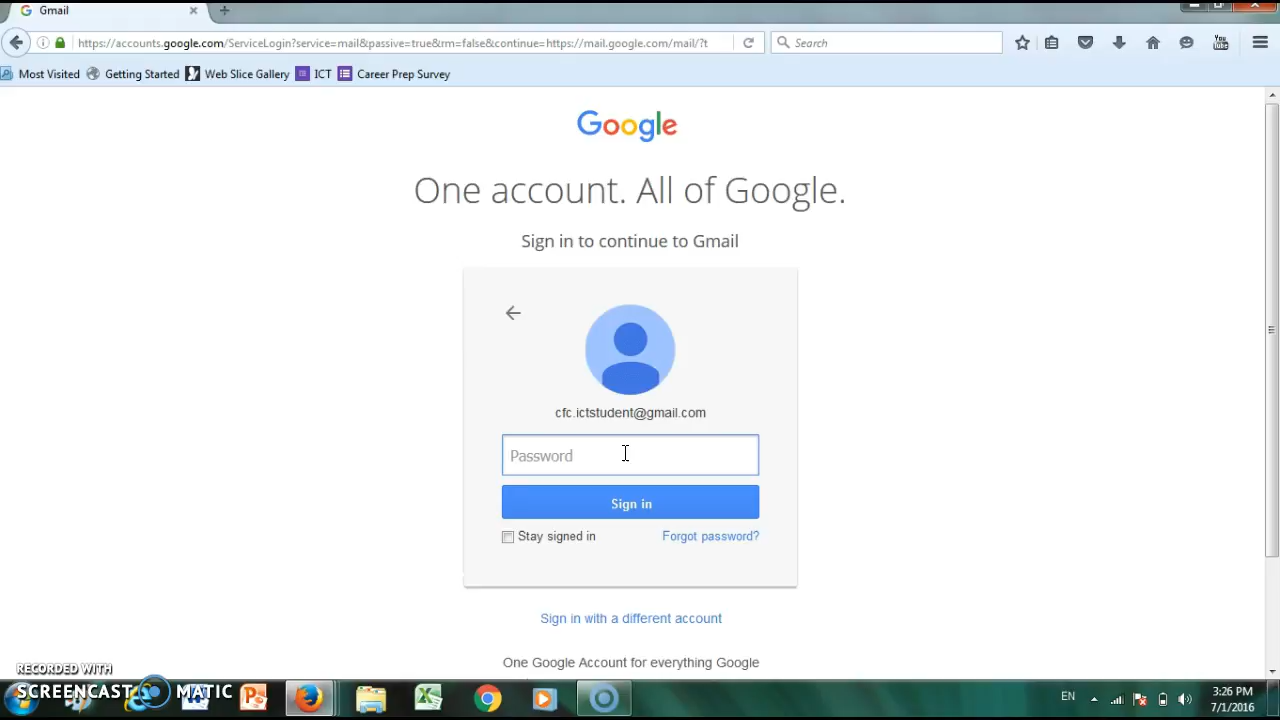 Gmail
https://accounts.google.com/ServiceLogin?service=mail&passive=true&rm=false&continue=https://mail.google.com/mail/?t
Search
You Tube
Most Visited
Getting Started
Web Slice Gallery
ICT
Career Prep Survey
Google
One account. All of Google.
Sign in to continue to Gmail
cfc.ictstudent@gmail.com
Password
Sign in
Stay signed in
Forgot password?
Sign in with a different account
One Google Account for everything Google
RECORDED WITH
SCREENCAST MATIC
EN
3:26 PM
7/1/2016